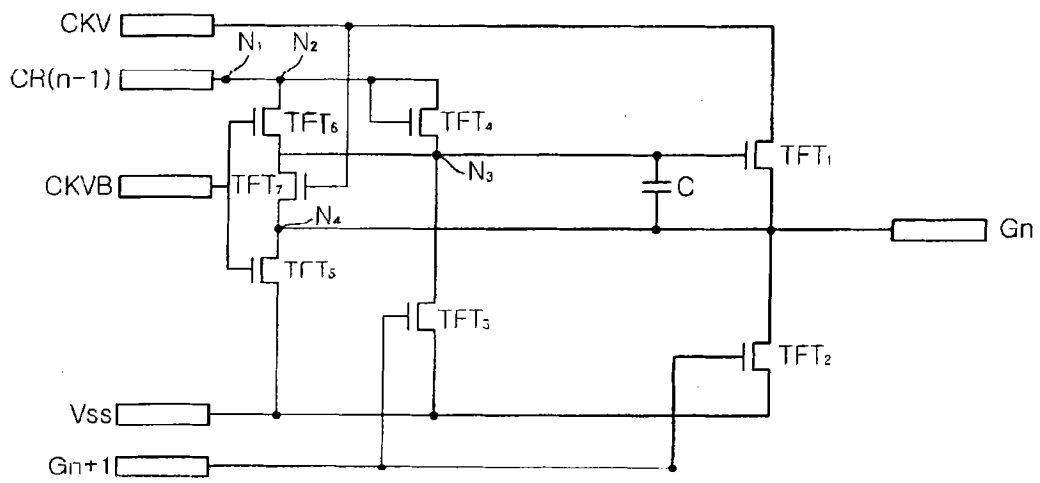 CKV
N₁
N₂
CR(n-1)
TFT₆
TFT₄
N₃
TFT₁
CKVB
TFT₇
C
N₄
Gn
TFT₅
TFT₃
TFT₂
Vss
Gn+1